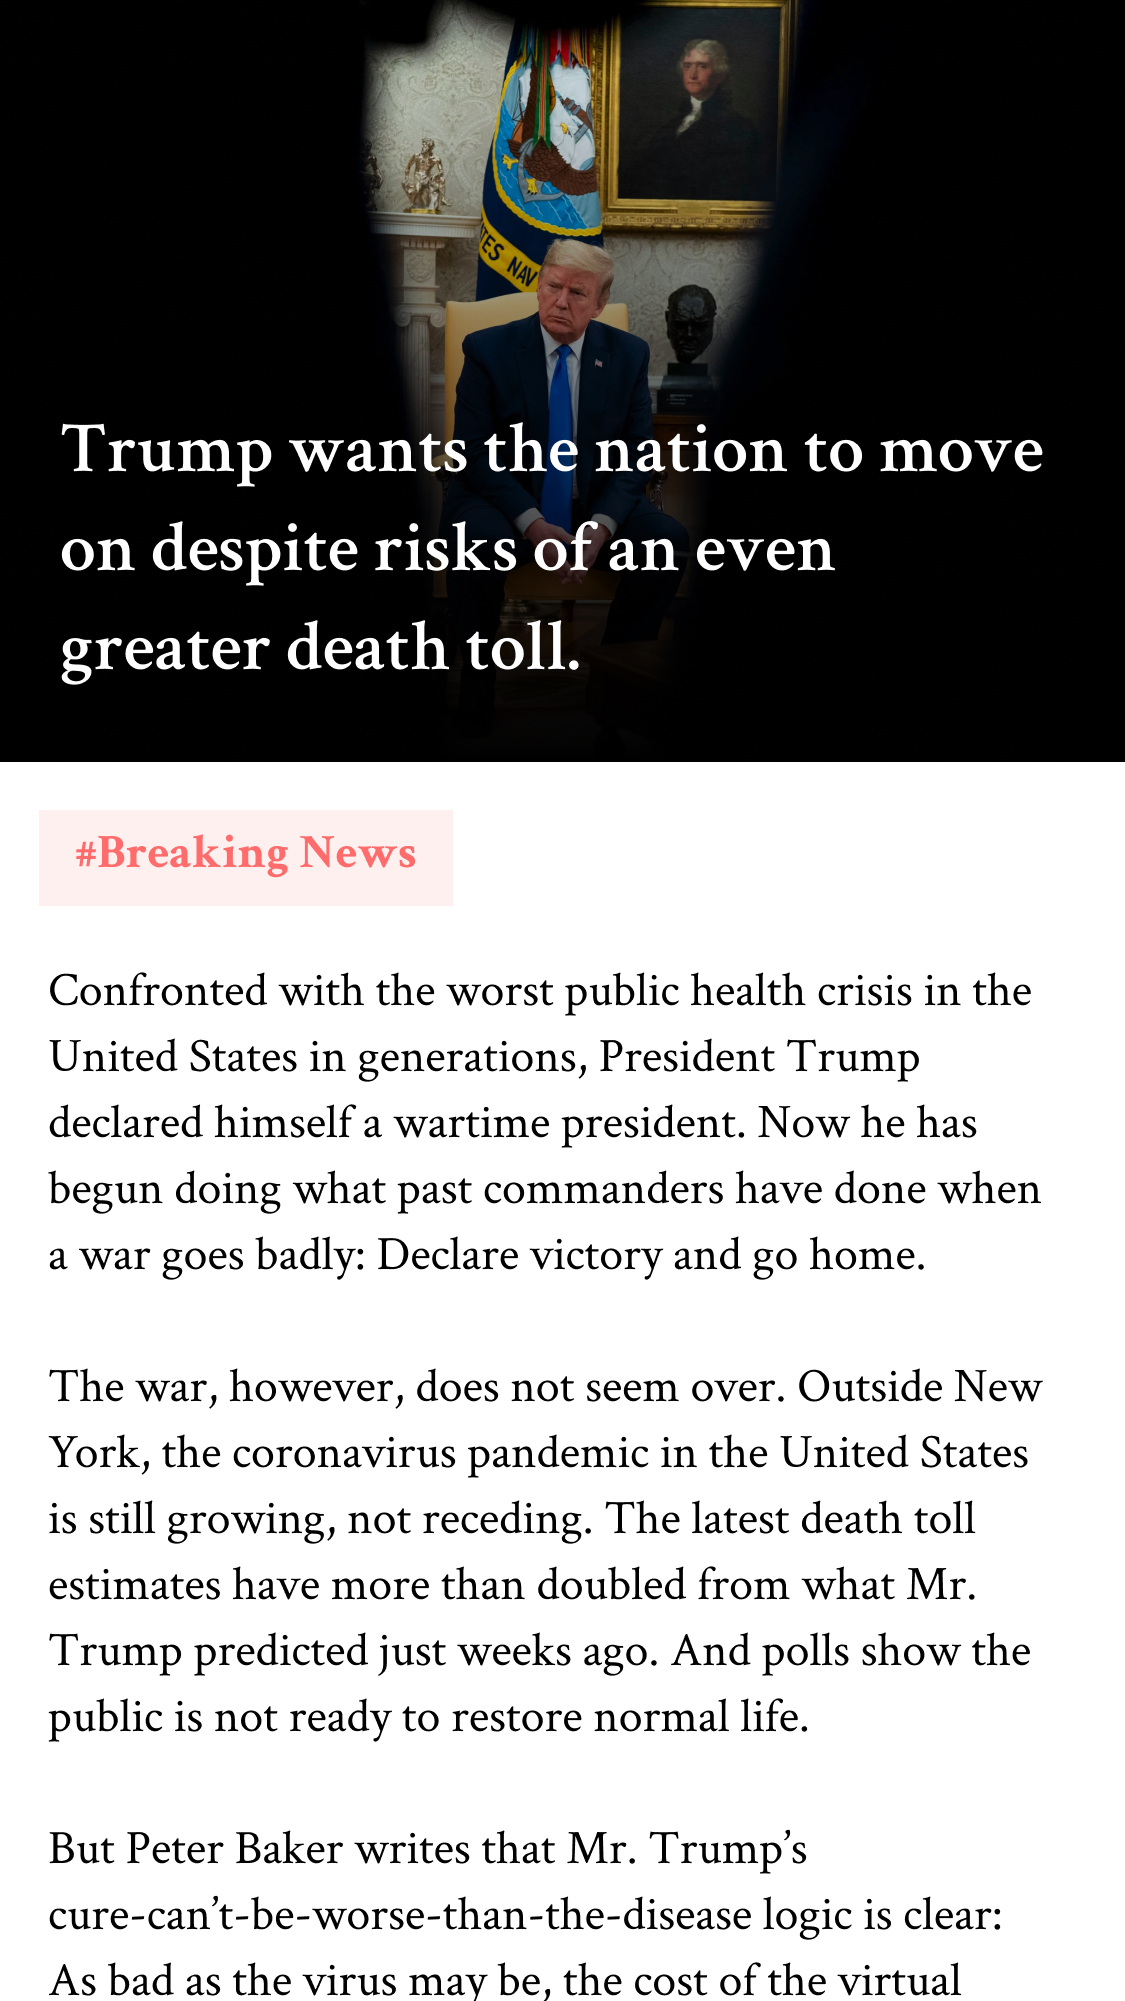 TES NAV
Trump wants the nation to move
on despite risks of an even
greater death toll.
#Breaking News
Confronted with the worst public health crisis in the
United States in generations, President Trump
declared himself a wartime president. Now he has
begun doing what past commanders have done when
a war goes badly: Declare victory and go home.
The war, however, does not seem over. Outside New
York, the coronavirus pandemic in the United States
is still growing, not receding. The latest death toll
estimates have more than doubled from what Mr.
Trump predicted just weeks ago. And polls show the
public is not ready to restore normal life.
But Peter Baker writes that Mr. Trump’s
cure-can’t-be-worse-than-the-disease logic is clear:
As bad as the virus may be, the cost of the virtual